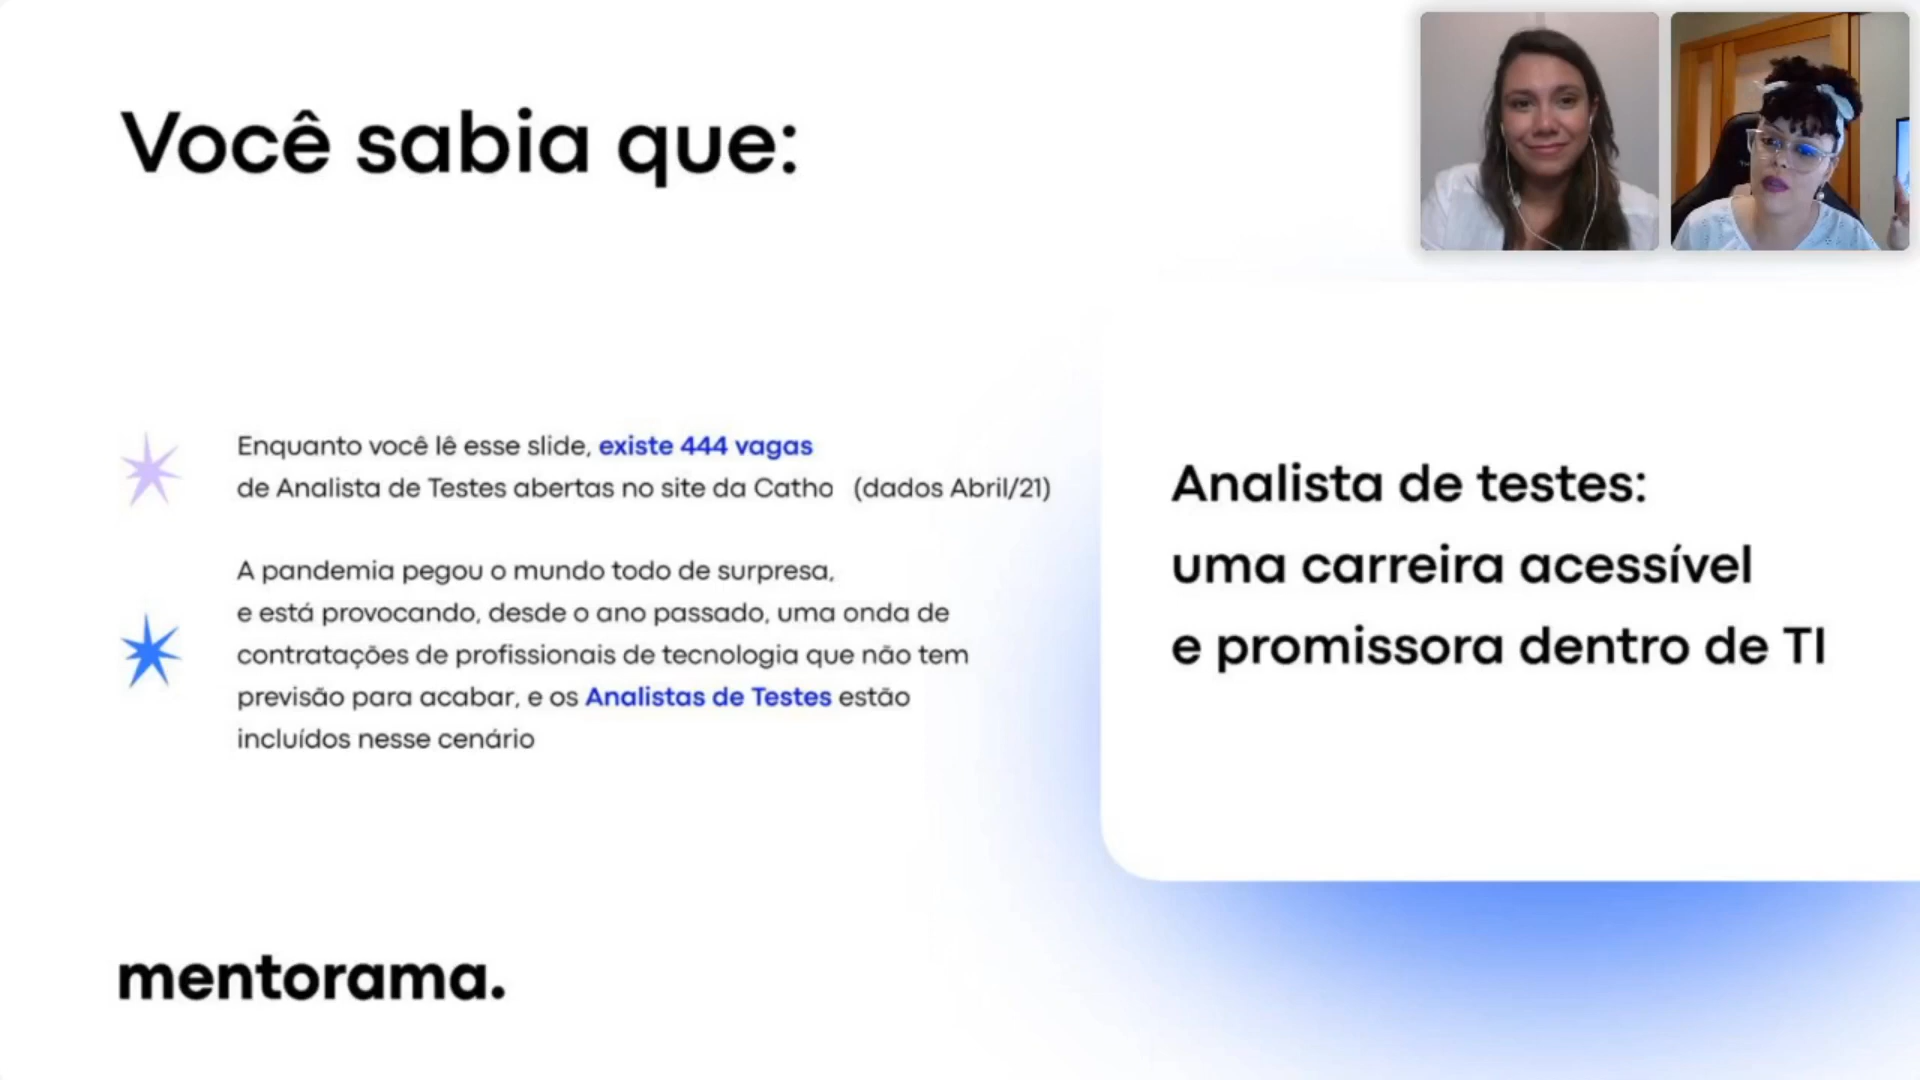 Você sabia que:
Enquanto você lê esse slide, existe 444 vagas
de Analista de Testes abertas no site da Catho (dados Abril/21)
A pandemia pegou o mundo todo de surpresa,
e está provocando, desde o ano passado, uma onda de
contratações de profissionais de tecnologia que não tem
previsão para acabar, e os Analistas de Testes estão
incluídos nesse cenário
Analista de testes:
uma carreira acessível
e promissora dentro de TI
mentorama.